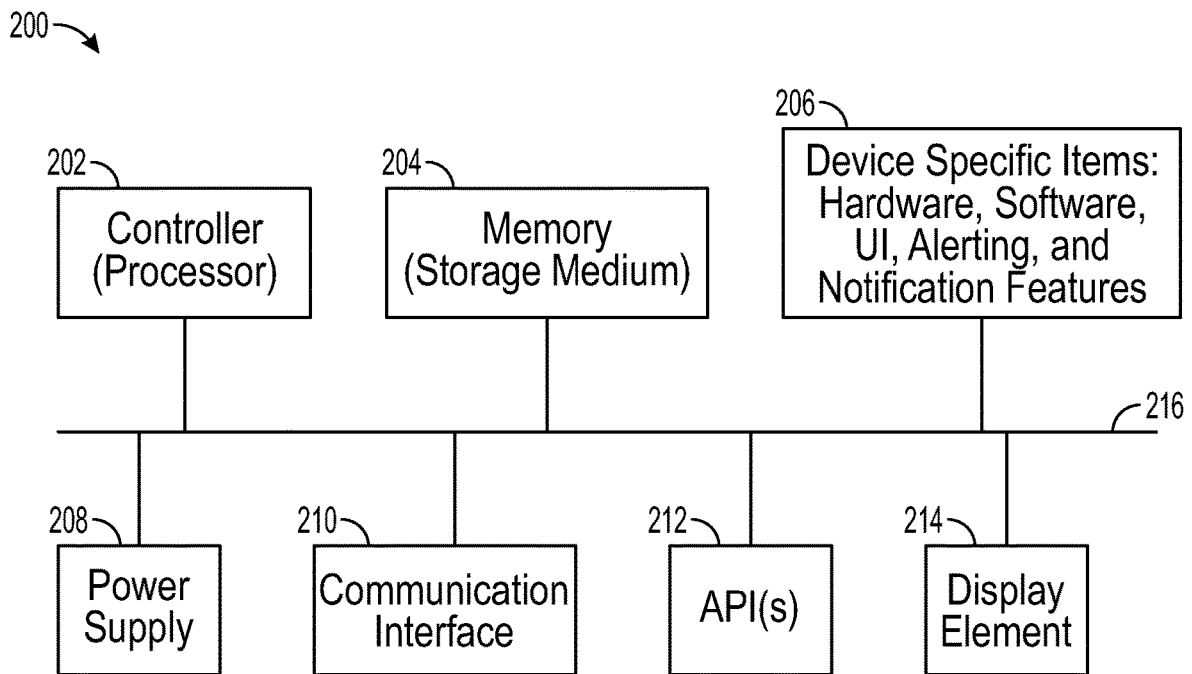 200
202
Controller
(Processor)
204
Memory
(Storage Medium)
206
Device Specific Items:
Hardware, Software,
UI, Alerting, and
Notification Features
216
208
Power
Supply
210
Communication
Interface
212
API(s)
214
Display
Element